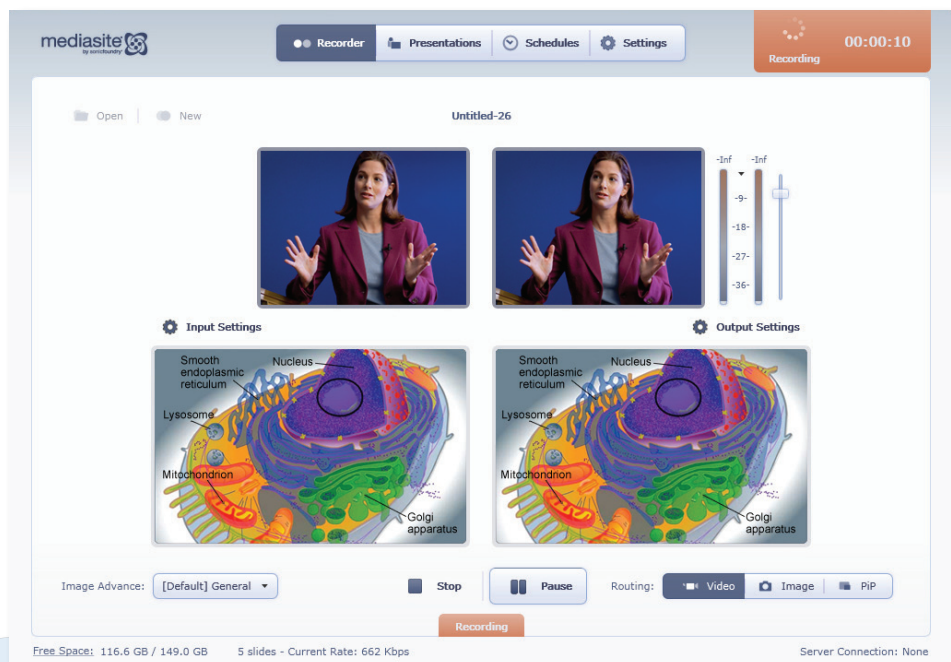 mediasite
by sonicfoundry
Recorder
Presentations
Schedules
Settings
Recording
00:00:10
Open
New
Untitled-26
-Inf -Inf
-9-
-18-
-27-
-36-
Input Settings
Output Settings
Smooth
endoplasmic
reticulum
Nucleus
Lysosome
Mitochondrion
Golgi
apparatus
Smooth
endoplasmic
reticulum
Nucleus
Lysosome
Mitochondrion
Golgi
apparatus
Image Advance: [Default] General
Stop
Pause
Routing:
Video
Image
PiP
Recording
Free Space: 116.6 GB / 149.0 GB
5 slides - Current Rate: 662 Kbps
Server Connection: None